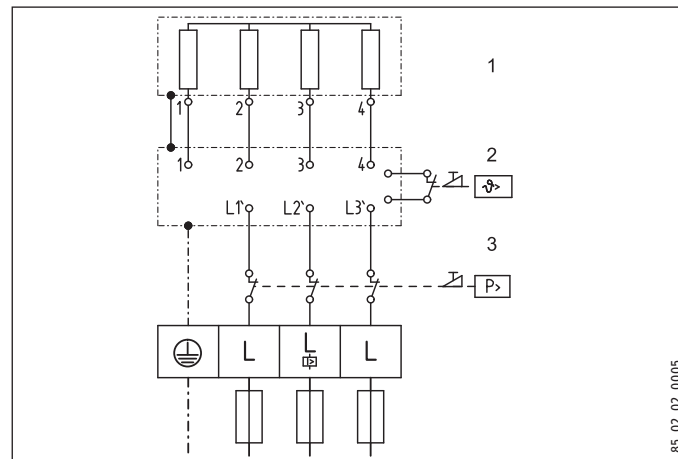 1
1 2 3 4
1 2 3 4
2
ϑ>
L1` L2` L3`
3
P>
L L L
I>
85_02_02_0005